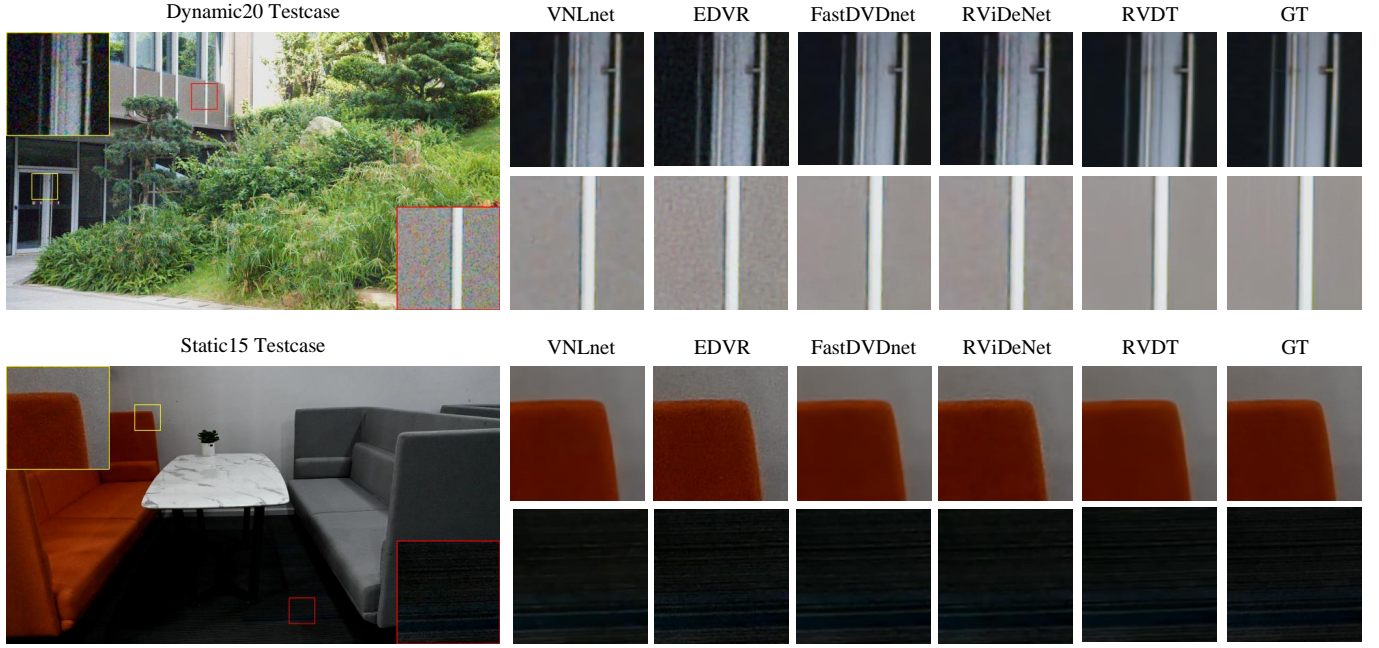 Dynamic20 Testcase VNLnet EDVR FastDVDnet RViDeNet RVDT GT
Static15 Testcase VNLnet EDVR FastDVDnet RViDeNet RVDT GT